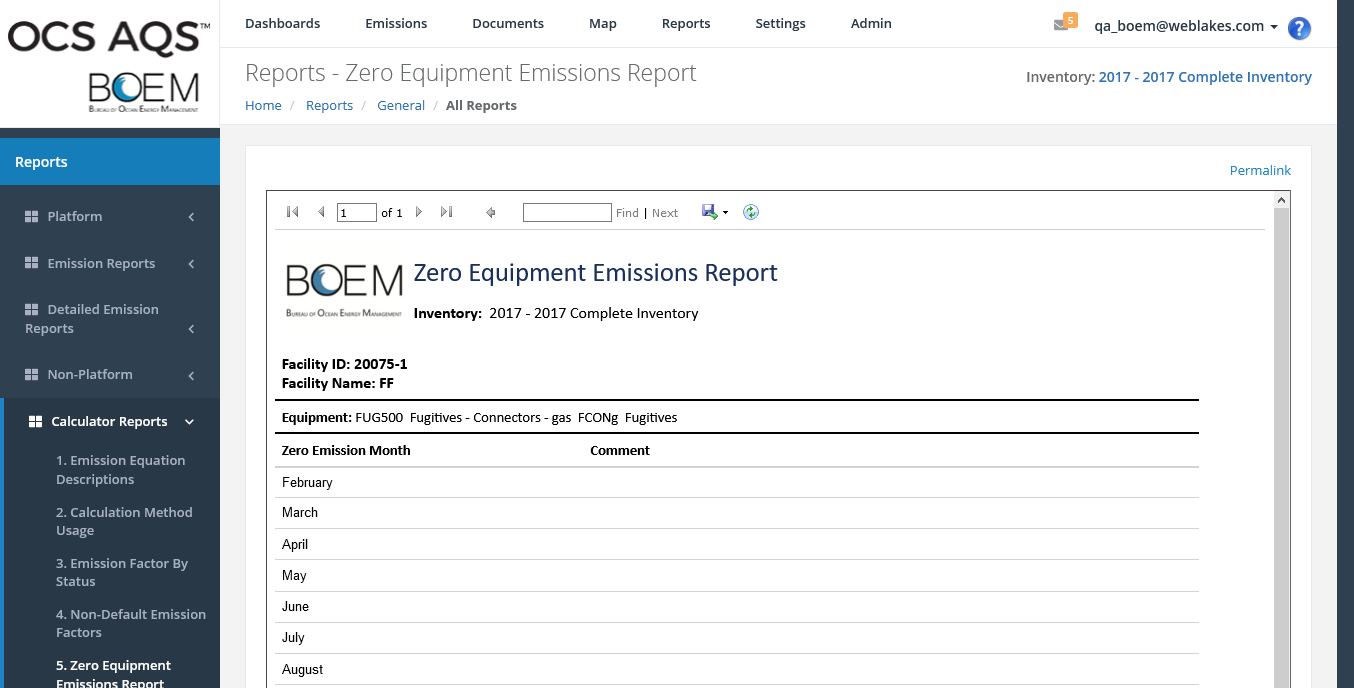 OCS AQS™
BOEM
BUREAU OF OCEAN ENERGY MANAGEMENT
Dashboards Emissions Documents Map Reports Settings Admin
5 qa_boem@weblakes.com ?
Reports - Zero Equipment Emissions Report
Inventory: 2017 - 2017 Complete Inventory
Home / Reports / General / All Reports
Reports
Platform
Emission Reports
Detailed Emission
Reports
Non-Platform
Calculator Reports
1. Emission Equation
Descriptions
2. Calculation Method
Usage
3. Emission Factor By
Status
4. Non-Default Emission
Factors
5. Zero Equipment
Emissions Report
Permalink
1 of 1 Find | Next
BOEM
BUREAU OF OCEAN ENERGY MANAGEMENT
Zero Equipment Emissions Report
Inventory: 2017 - 2017 Complete Inventory
Facility ID: 20075-1
Facility Name: FF
Equipment: FUG500 Fugitives - Connectors - gas FCONg Fugitives
Zero Emission Month Comment
February
March
April
May
June
July
August